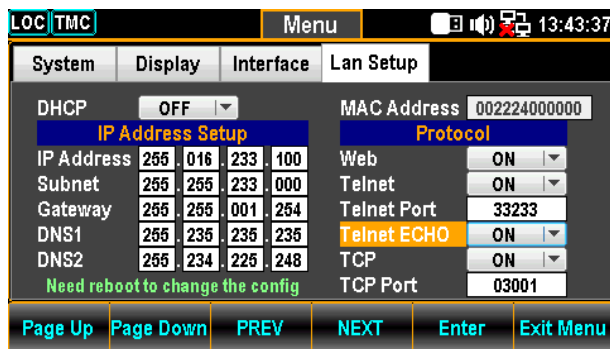 LOC TMC Menu 13:43:37
System Display Interface Lan Setup
DHCP OFF MAC Address 002224000000
IP Address Setup Protocol
IP Address 255 . 016 . 233 . 100 Web ON
Subnet 255 . 255 . 233 . 000 Telnet ON
Gateway 255 . 255 . 001 . 254 Telnet Port 33233
DNS1 255 . 235 . 235 . 235 Telnet ECHO ON
DNS2 255 . 234 . 225 . 248 TCP ON
Need reboot to change the config TCP Port 03001
Page Up Page Down PREV NEXT Enter Exit Menu